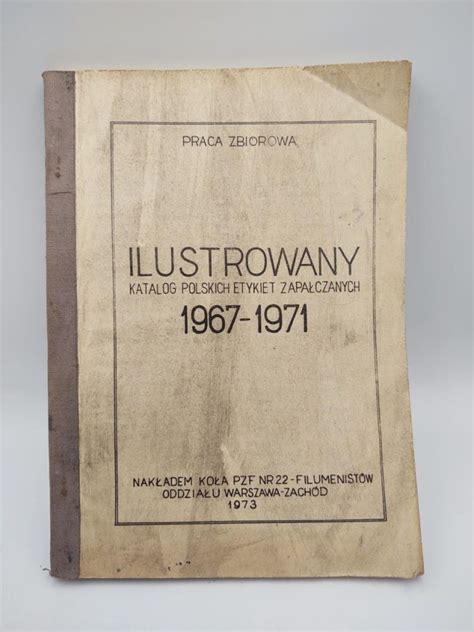 PRACA ZBIOROWA
ILUSTROWANY
KATALOG POLSKICH ETYKIET ZAPAŁCZANYCH
1967-1971
NAKŁADEM KOŁA PZF NR 22-FILUMENISTÓW
ODDZIAŁU WARSZAWA-ZACHÓD
1973